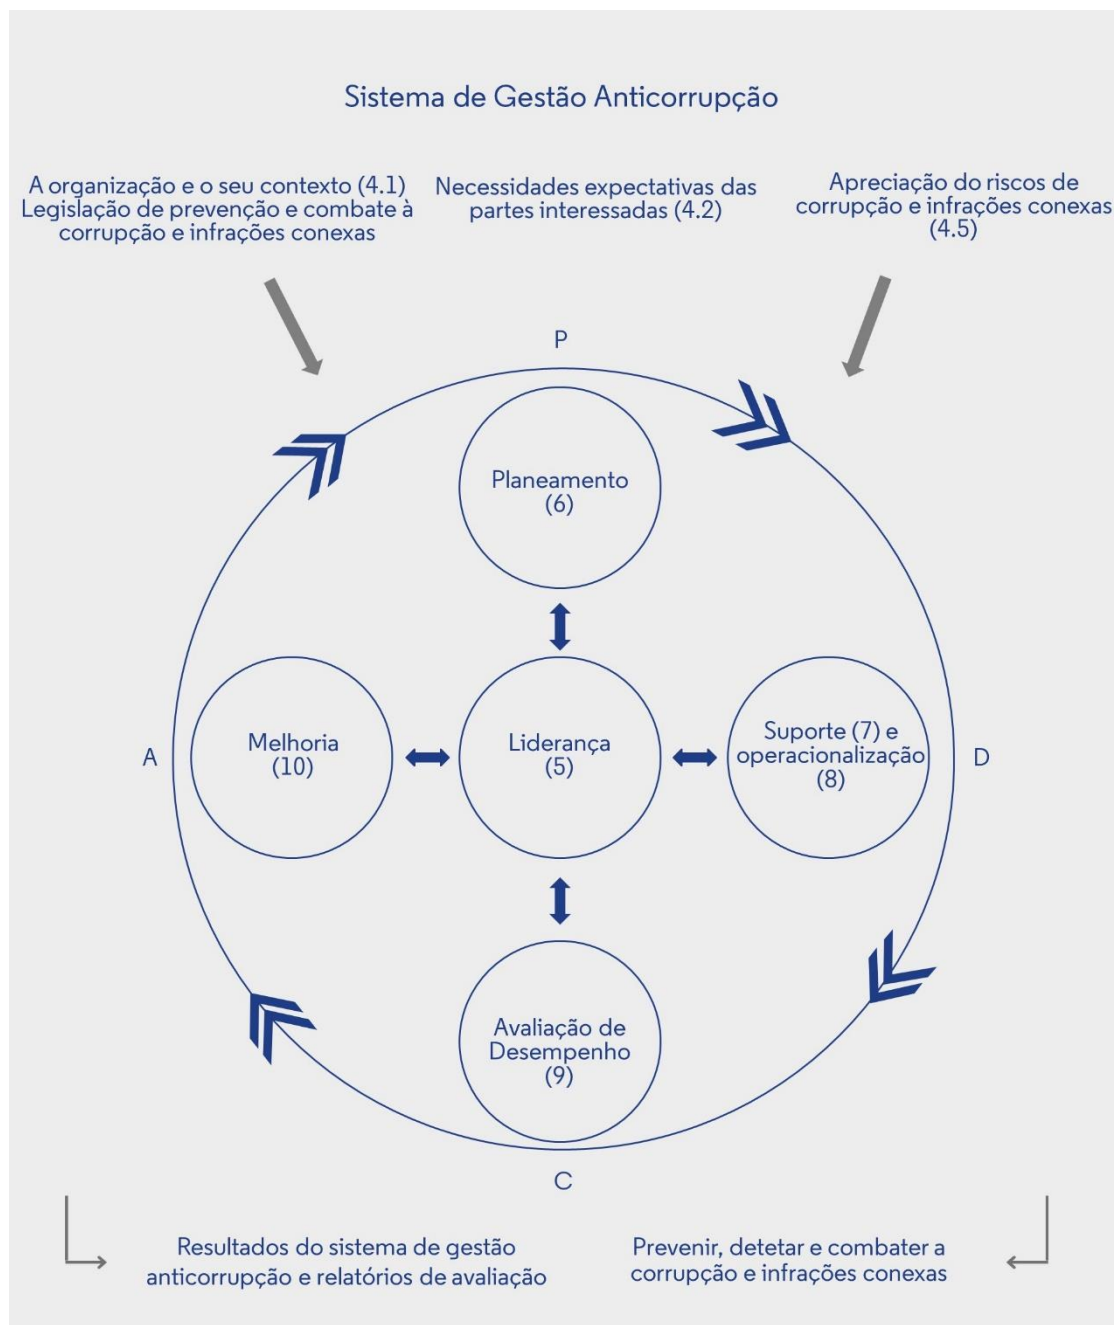 Sistema de Gestão Anticorrupção
A organização e o seu contexto (4.1)
Legislação de prevenção e combate à
corrupção e infrações conexas
Necessidades expectativas das
partes interessadas (4.2)
Apreciação do riscos de
corrupção e infrações conexas
(4.5)
P
Planeamento
(6)
A
Melhoria
(10)
Liderança
(5)
Suporte (7) e
operacionalização
(8)
D
Avaliação de
Desempenho
(9)
C
Resultados do sistema de gestão
anticorrupção e relatórios de avaliação
Prevenir, detetar e combater a
corrupção e infrações conexas